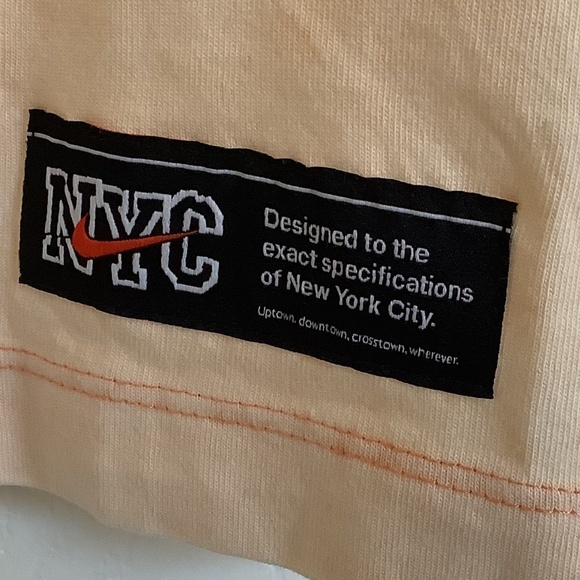 NYC
Designed to the
exact specifications
of New York City.
Uptown, downtown, crosstown, wherever.